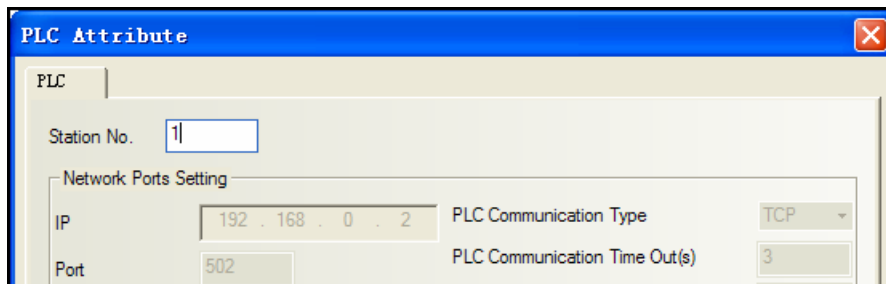 PLC Attribute
PLC
Station No. 1
Network Ports Setting
IP 192 . 168 . 0 . 2 PLC Communication Type TCP
Port 502 PLC Communication Time Out(s) 3